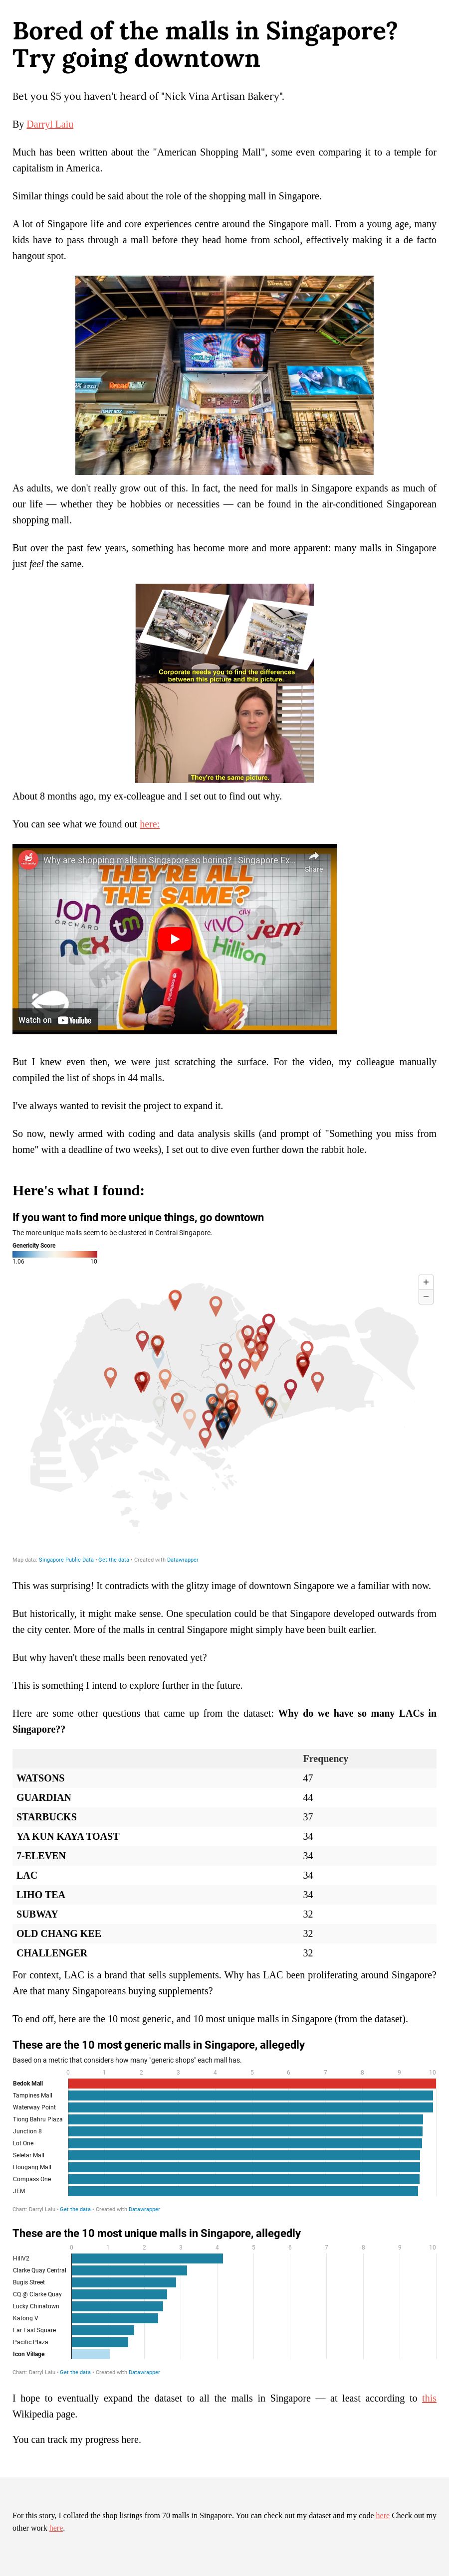 Bored of the malls in Singapore?
Try going downtown
Bet you $5 you haven't heard of "Nick Vina Artisan Bakery".
By Darryl Laiu
Much has been written about the "American Shopping Mall", some even comparing it to a temple for
capitalism in America.
Similar things could be said about the role of the shopping mall in Singapore.
A lot of Singapore life and core experiences centre around the Singapore mall. From a young age, many
kids have to pass through a mall before they head home from school, effectively making it a de facto
hangout spot.
BreadTalk
As adults, we don't really grow out of this. In fact, the need for malls in Singapore expands as much of
our life — whether they be hobbies or necessities — can be found in the air-conditioned Singaporean
shopping mall.
But over the past few years, something has become more and more apparent: many malls in Singapore
just feel the same.
Corporate needs you to find the differences
between this picture and this picture.
They're the same picture.
About 8 months ago, my ex-colleague and I set out to find out why.
You can see what we found out here:
Why are shopping malls in Singapore so boring? | Singapore Ex...
Share
THEY'RE ALL
THE SAME?
ION
ORCHARD
tm
nex
VIVO city
jem
Hillion
Watch on YouTube
But I knew even then, we were just scratching the surface. For the video, my colleague manually
compiled the list of shops in 44 malls.
I've always wanted to revisit the project to expand it.
So now, newly armed with coding and data analysis skills (and prompt of "Something you miss from
home" with a deadline of two weeks), I set out to dive even further down the rabbit hole.
Here's what I found:
If you want to find more unique things, go downtown
The more unique malls seem to be clustered in Central Singapore.
Genericity Score
1.06 10
+
−
Map data: Singapore Public Data • Get the data • Created with Datawrapper
This was surprising! It contradicts with the glitzy image of downtown Singapore we a familiar with now.
But historically, it might make sense. One speculation could be that Singapore developed outwards from
the city center. More of the malls in central Singapore might simply have been built earlier.
But why haven't these malls been renovated yet?
This is something I intend to explore further in the future.
Here are some other questions that came up from the dataset: Why do we have so many LACs in
Singapore??
Frequency
WATSONS 47
GUARDIAN 44
STARBUCKS 37
YA KUN KAYA TOAST 34
7-ELEVEN 34
LAC 34
LIHO TEA 34
SUBWAY 32
OLD CHANG KEE 32
CHALLENGER 32
For context, LAC is a brand that sells supplements. Why has LAC been proliferating around Singapore?
Are that many Singaporeans buying supplements?
To end off, here are the 10 most generic, and 10 most unique malls in Singapore (from the dataset).
These are the 10 most generic malls in Singapore, allegedly
Based on a metric that considers how many "generic shops" each mall has.
0 1 2 3 4 5 6 7 8 9 10
Bedok Mall
Tampines Mall
Waterway Point
Tiong Bahru Plaza
Junction 8
Lot One
Seletar Mall
Hougang Mall
Compass One
JEM
Chart: Darryl Laiu • Get the data • Created with Datawrapper
These are the 10 most unique malls in Singapore, allegedly
0 1 2 3 4 5 6 7 8 9 10
HillV2
Clarke Quay Central
Bugis Street
CQ @ Clarke Quay
Lucky Chinatown
Katong V
Far East Square
Pacific Plaza
Icon Village
Chart: Darryl Laiu • Get the data • Created with Datawrapper
I hope to eventually expand the dataset to all the malls in Singapore — at least according to this
Wikipedia page.
You can track my progress here.
For this story, I collated the shop listings from 70 malls in Singapore. You can check out my dataset and my code here Check out my
other work here.